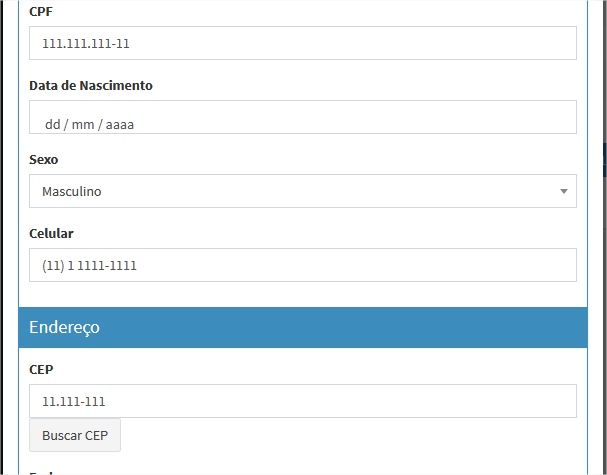 CPF
111.111.111-11
Data de Nascimento
dd / mm / aaaa
Sexo
Masculino
Celular
(11) 1 1111-1111
Endereço
CEP
11.111-111
Buscar CEP